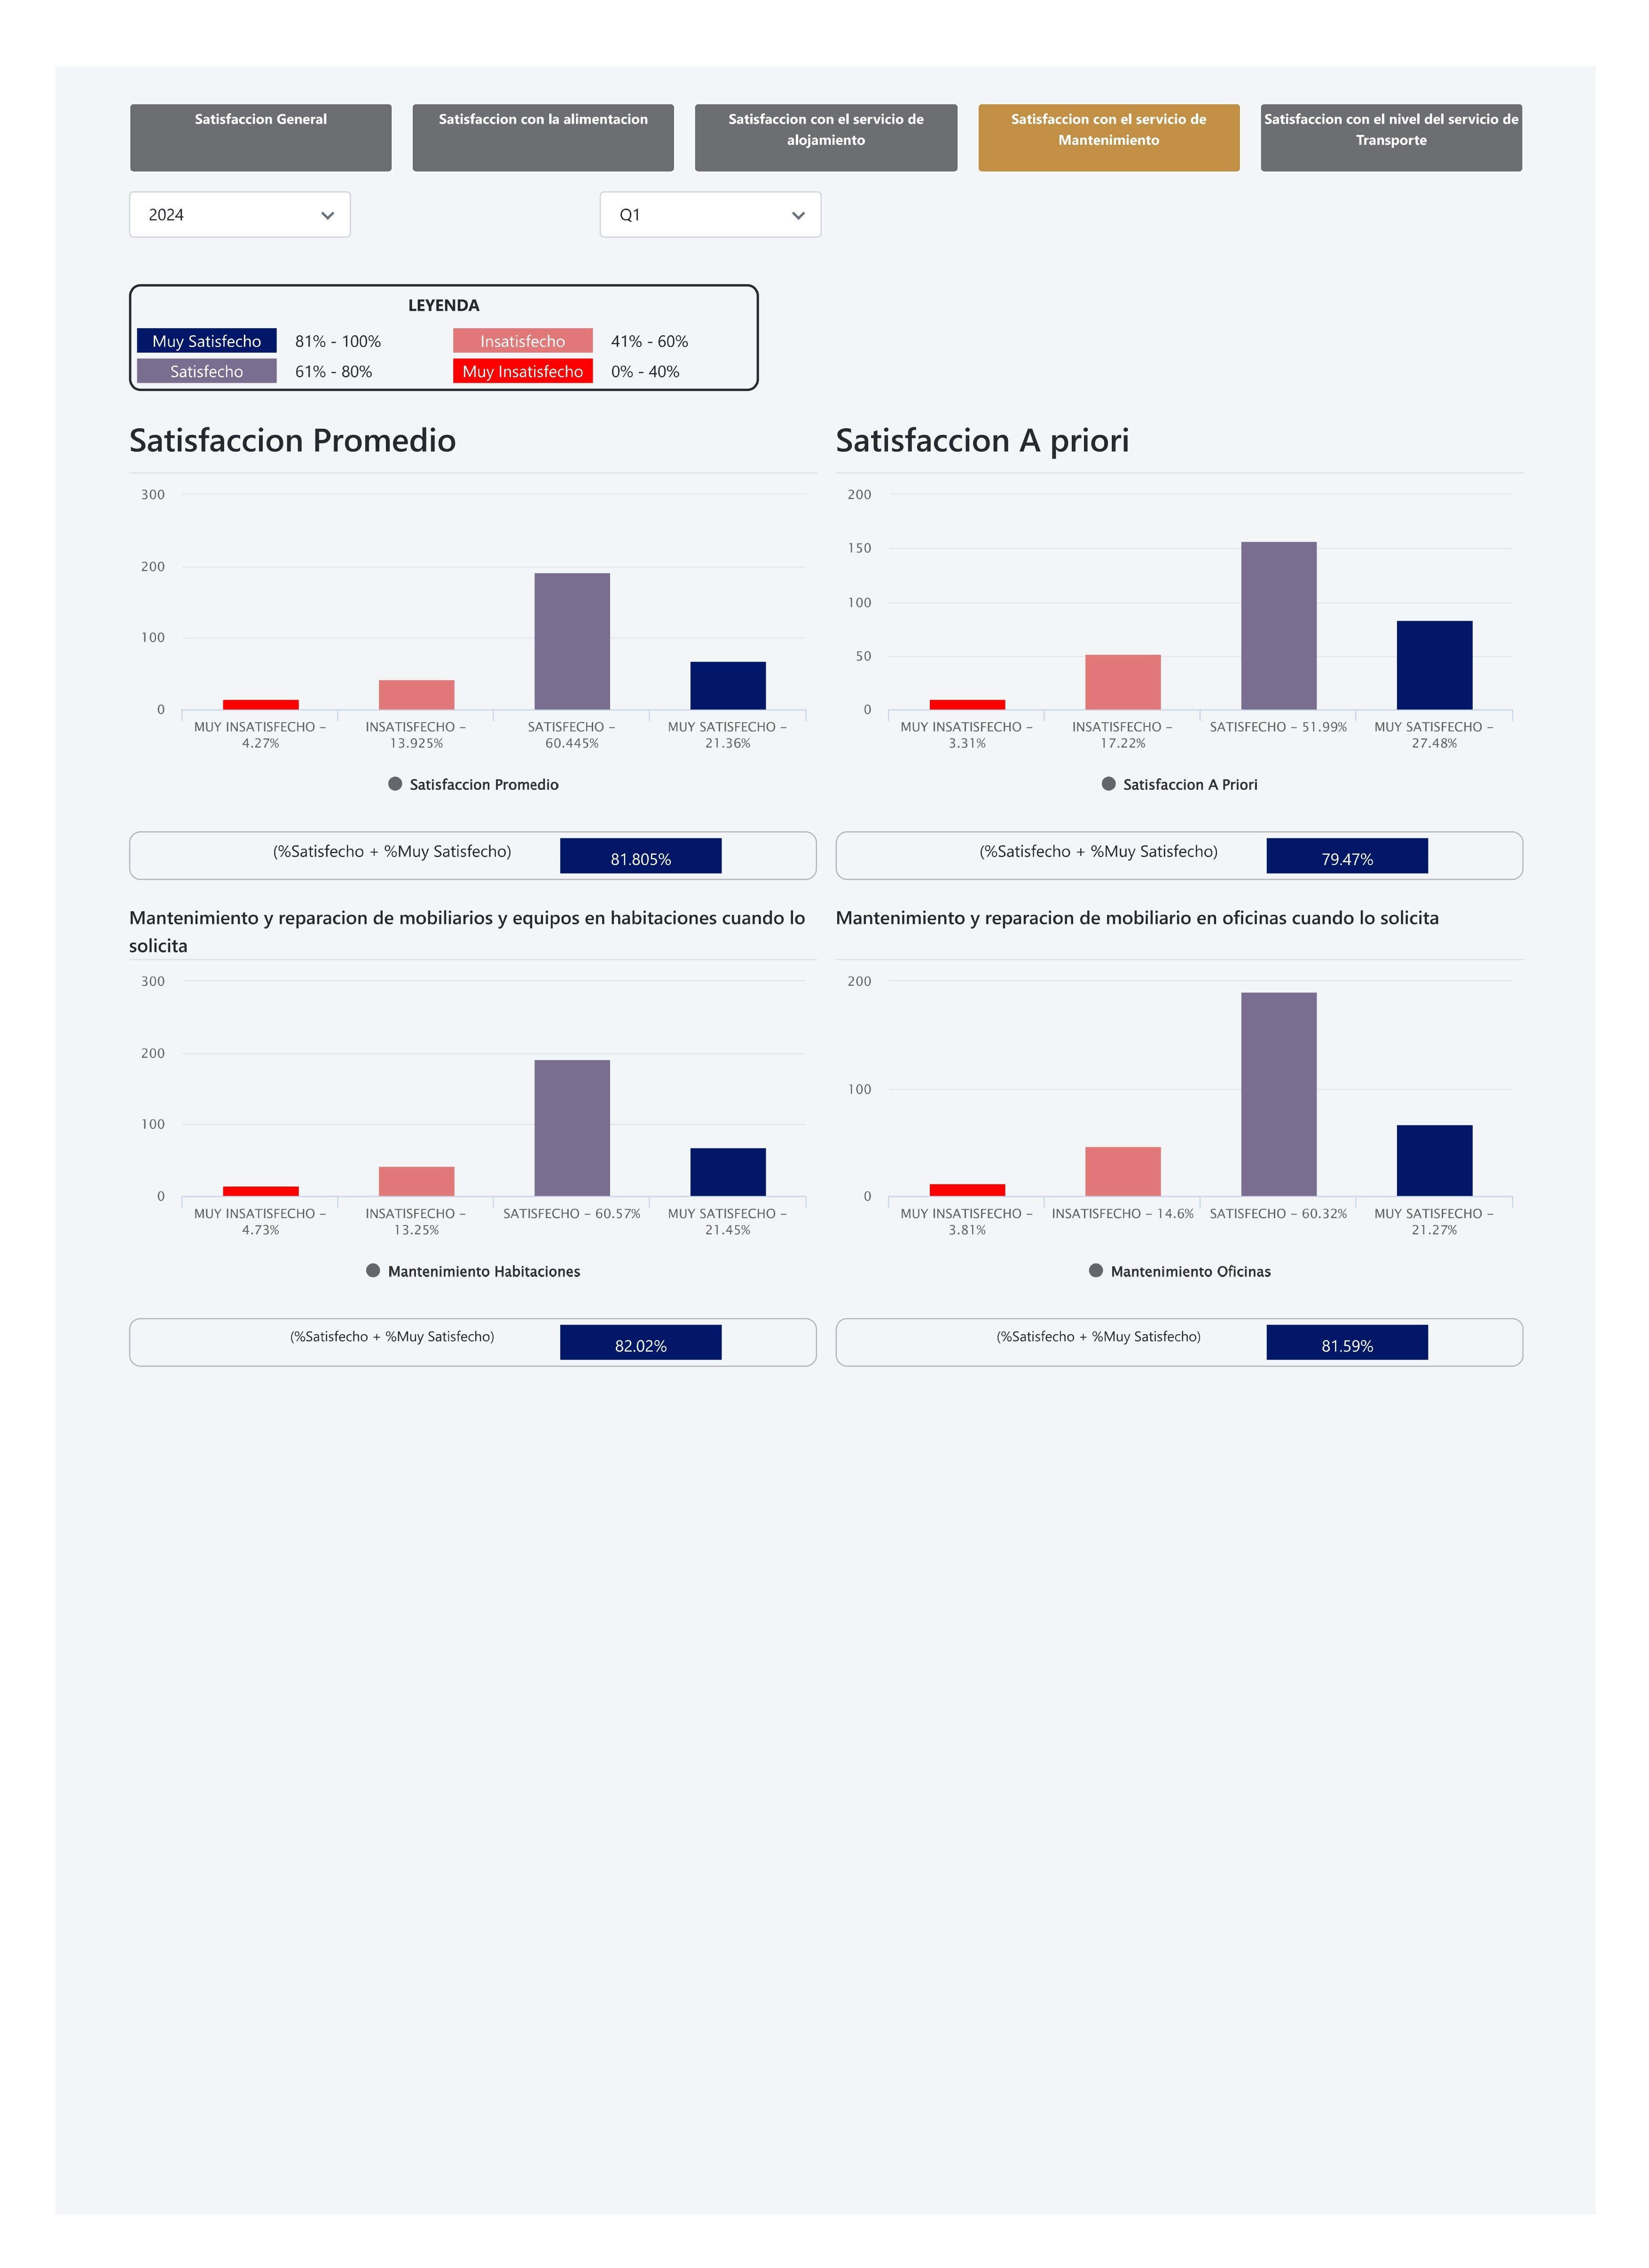 Satisfaccion General
Satisfaccion con la alimentacion
Satisfaccion con el servicio de
alojamiento
Satisfaccion con el servicio de
Mantenimiento
Satisfaccion con el nivel del servicio de
Transporte
2024
Q1
LEYENDA
Muy Satisfecho 81% - 100% Insatisfecho 41% - 60%
Satisfecho 61% - 80% Muy Insatisfecho 0% - 40%
Satisfaccion Promedio
300
200
100
0
MUY INSATISFECHO –
4.27%
INSATISFECHO –
13.925%
SATISFECHO –
60.445%
MUY SATISFECHO –
21.36%
Satisfaccion Promedio
(%Satisfecho + %Muy Satisfecho) 81.805%
Satisfaccion A priori
200
150
100
50
0
MUY INSATISFECHO –
3.31%
INSATISFECHO –
17.22%
SATISFECHO – 51.99%
MUY SATISFECHO –
27.48%
Satisfaccion A Priori
(%Satisfecho + %Muy Satisfecho) 79.47%
Mantenimiento y reparacion de mobiliarios y equipos en habitaciones cuando lo
solicita
300
200
100
0
MUY INSATISFECHO –
4.73%
INSATISFECHO –
13.25%
SATISFECHO – 60.57%
MUY SATISFECHO –
21.45%
Mantenimiento Habitaciones
(%Satisfecho + %Muy Satisfecho) 82.02%
Mantenimiento y reparacion de mobiliario en oficinas cuando lo solicita
200
100
0
MUY INSATISFECHO –
3.81%
INSATISFECHO – 14.6%
SATISFECHO – 60.32%
MUY SATISFECHO –
21.27%
Mantenimiento Oficinas
(%Satisfecho + %Muy Satisfecho) 81.59%